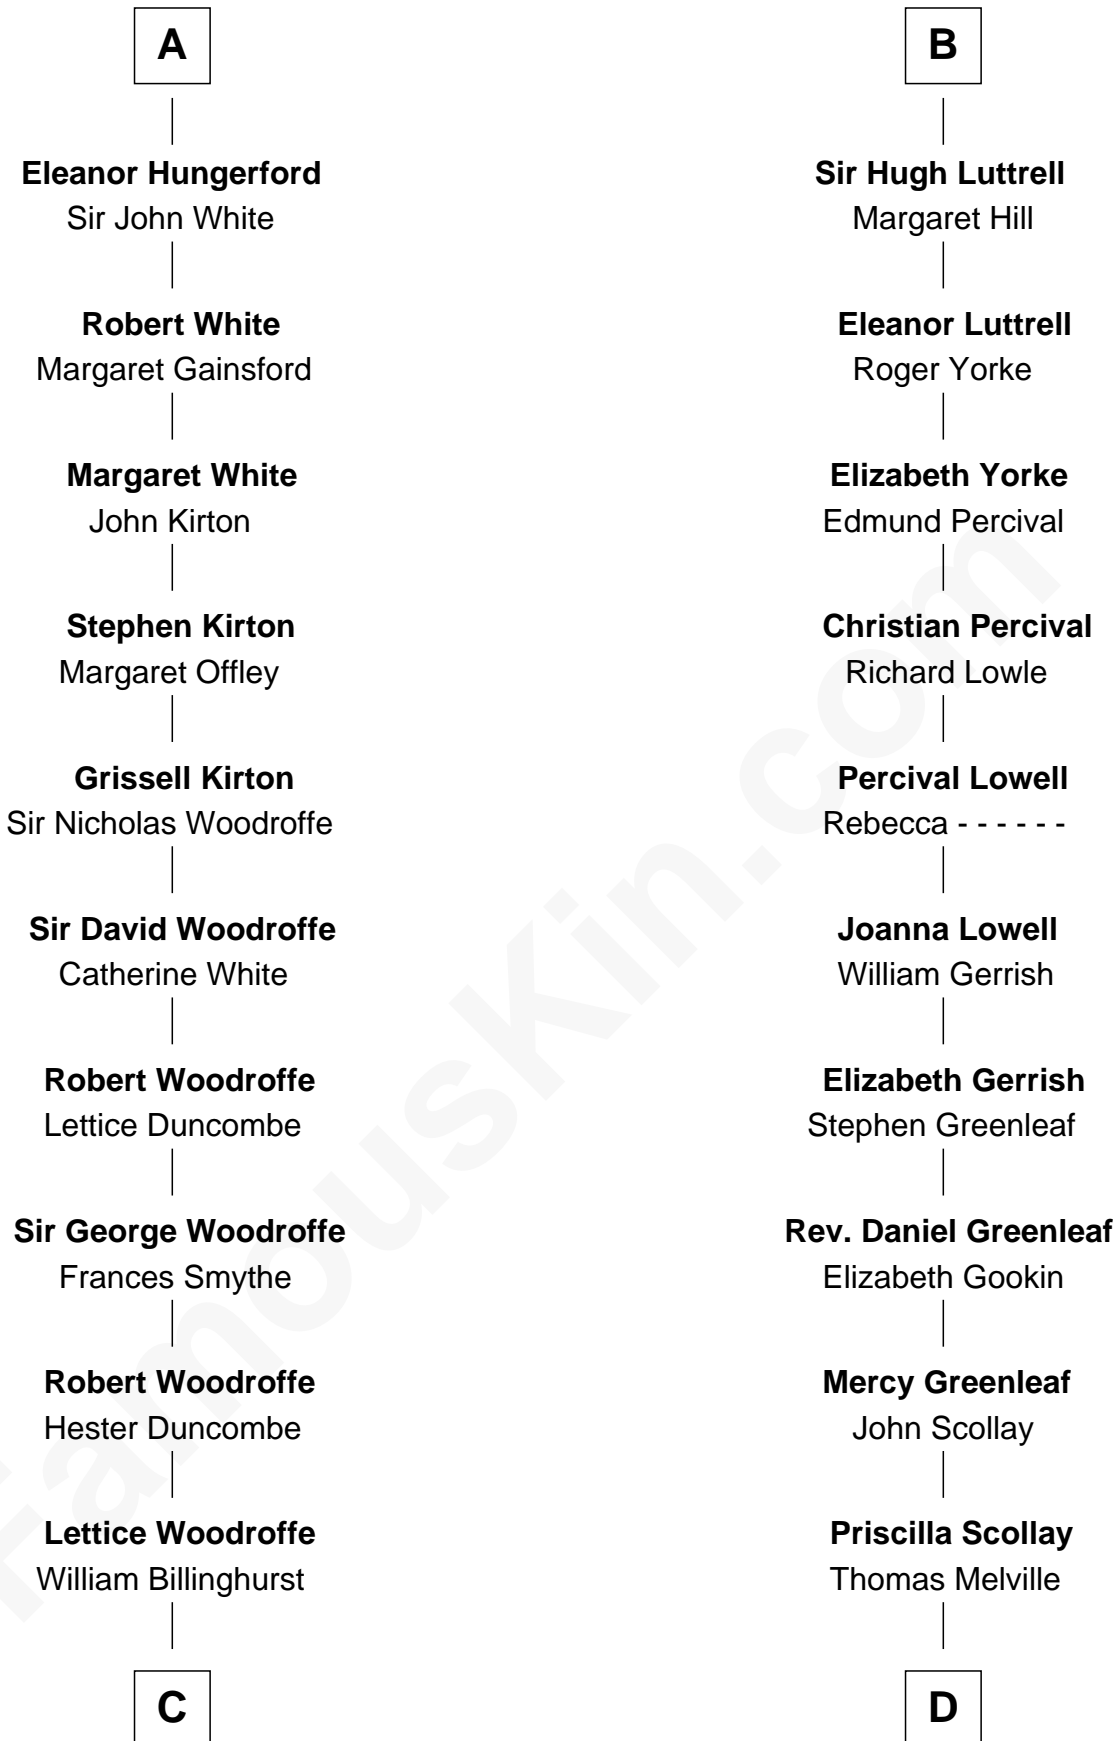 A
Eleanor Hungerford
Sir John White
Robert White
Margaret Gainsford
Margaret White
John Kirton
Stephen Kirton
Margaret Offley
Grissell Kirton
Sir Nicholas Woodroffe
Sir David Woodroffe
Catherine White
Robert Woodroffe
Lettice Duncombe
Sir George Woodroffe
Frances Smythe
Robert Woodroffe
Hester Duncombe
Lettice Woodroffe
William Billinghurst
C
B
Sir Hugh Luttrell
Margaret Hill
Eleanor Luttrell
Roger Yorke
Elizabeth Yorke
Edmund Percival
Christian Percival
Richard Lowle
Percival Lowell
Rebecca - - - - - -
Joanna Lowell
William Gerrish
Elizabeth Gerrish
Stephen Greenleaf
Rev. Daniel Greenleaf
Elizabeth Gookin
Mercy Greenleaf
John Scollay
Priscilla Scollay
Thomas Melville
D
FamousKin.com